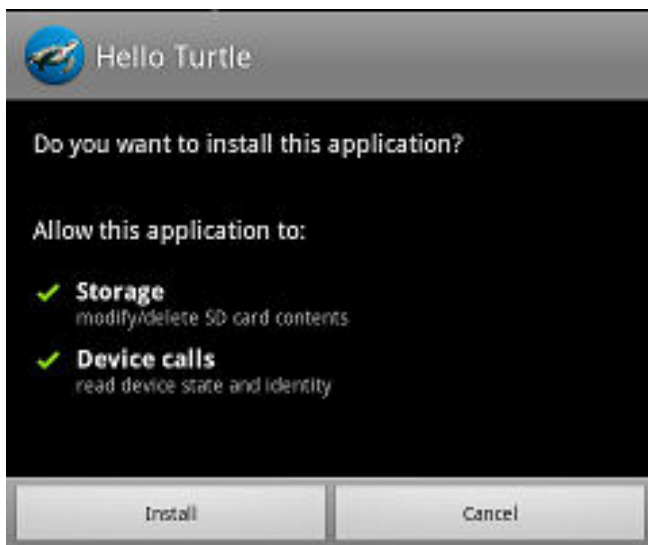 Hello Turtle
Do you want to install this application?
Allow this application to:
Storage
modify/delete SD card contents
Device calls
read device state and identity
Install
Cancel